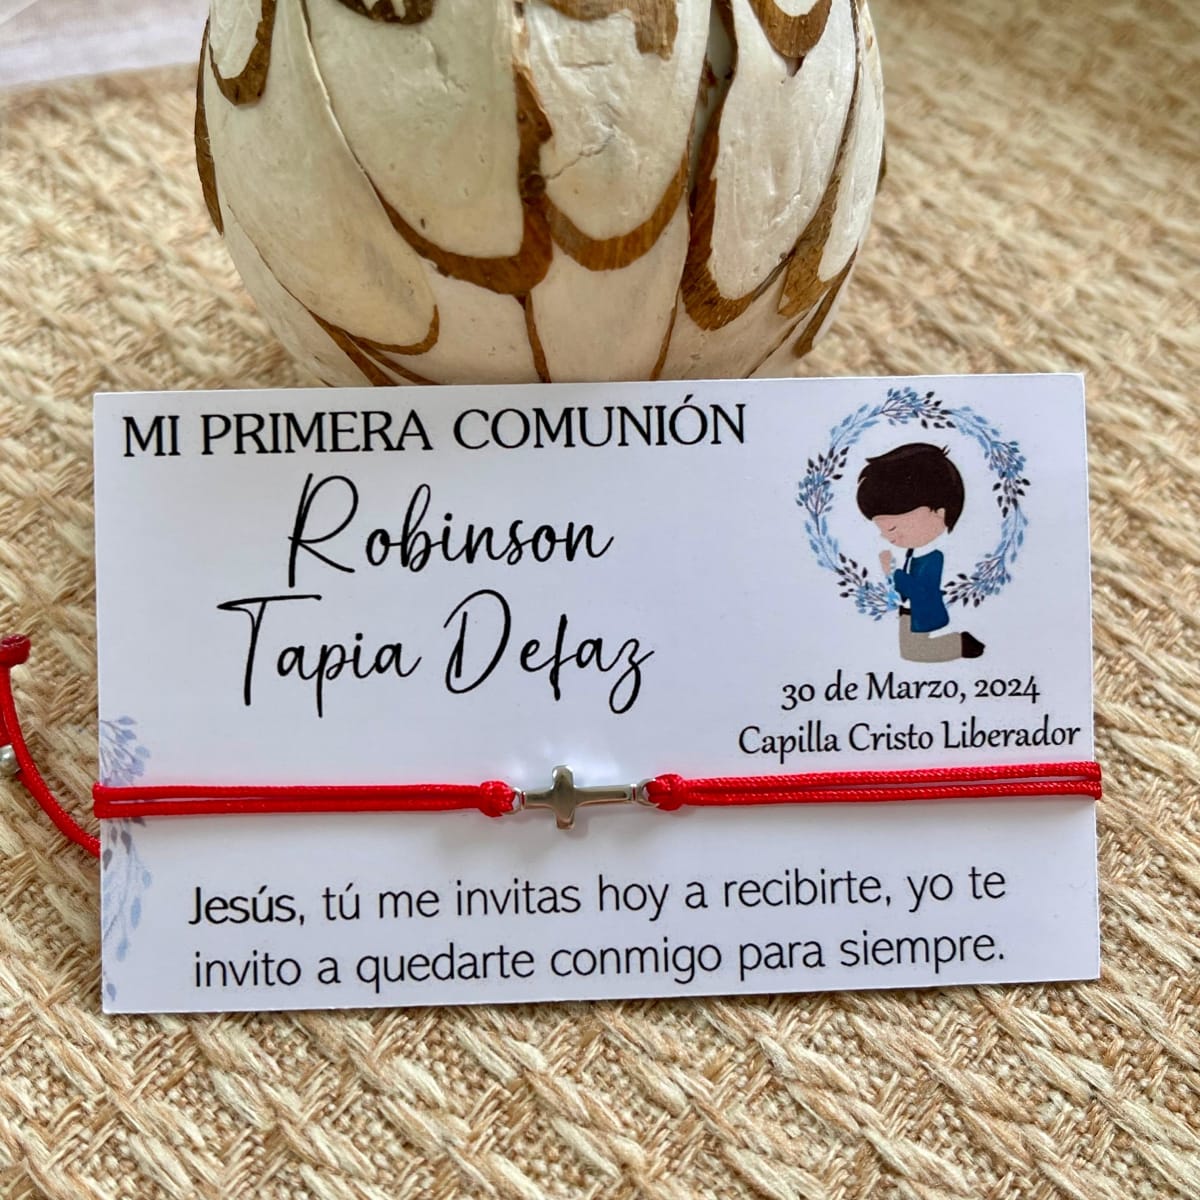 MI PRIMERA COMUNIÓN
Robinson
Tapia Defaz
30 de Marzo, 2024
Capilla Cristo Liberador
Jesús, tú me invitas hoy a recibirte, yo te
invito a quedarte conmigo para siempre.